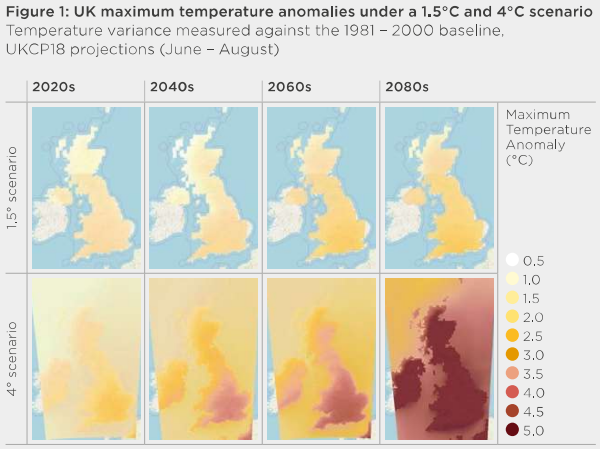 Figure 1: UK maximum temperature anomalies under a 1.5°C and 4°C scenario
Temperature variance measured against the 1981 – 2000 baseline,
UKCP18 projections (June – August)
2020s
2040s
2060s
2080s
1.5° scenario
4° scenario
Maximum
Temperature
Anomaly
(°C)
0.5
1.0
1.5
2.0
2.5
3.0
3.5
4.0
4.5
5.0